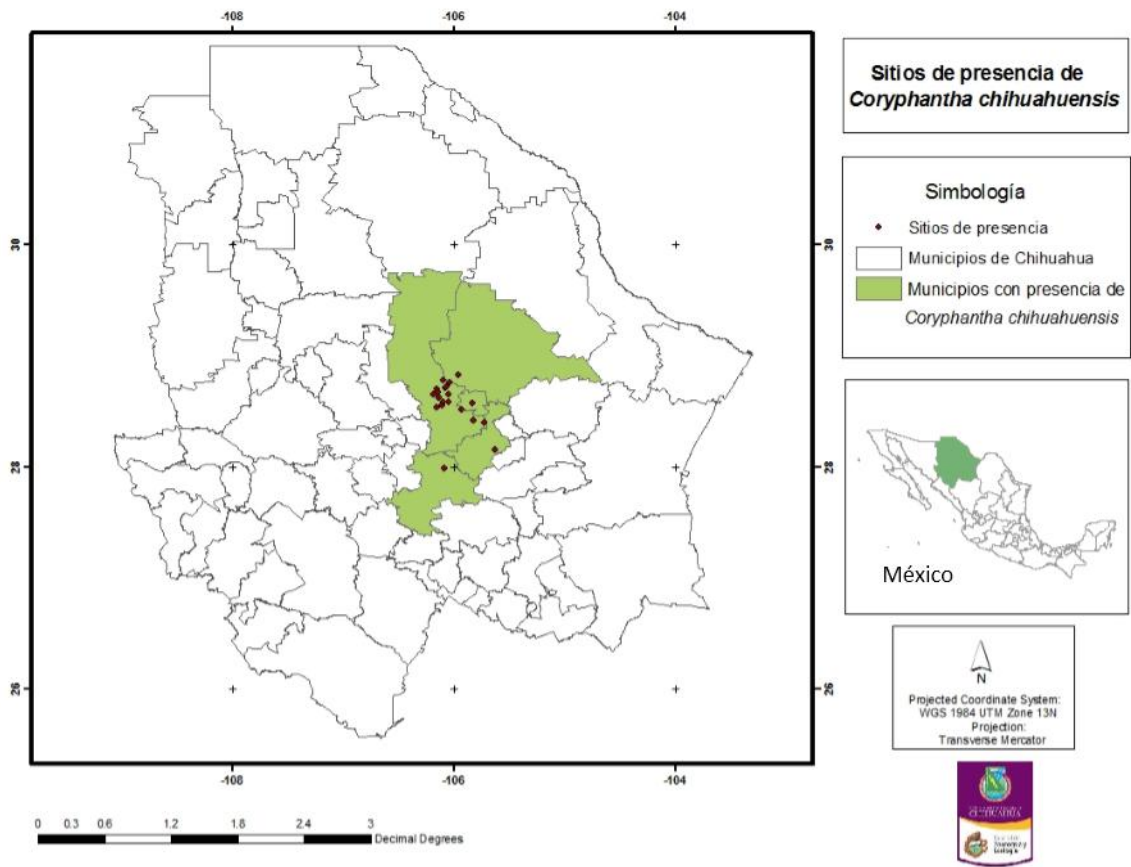 -108
-106
-104
30
28
26
30
28
26
-108
-106
-104
0 0.3 0.6 1.2 1.8 2.4 3
Decimal Degrees
Sitios de presencia de
Coryphantha chihuahuensis
Simbología
Sitios de presencia
Municipios de Chihuahua
Municipios con presencia de
Coryphantha chihuahuensis
México
N
Projected Coordinate System:
WGS 1984 UTM Zone 13N
Projection:
Transverse Mercator
CHIHUAHUA